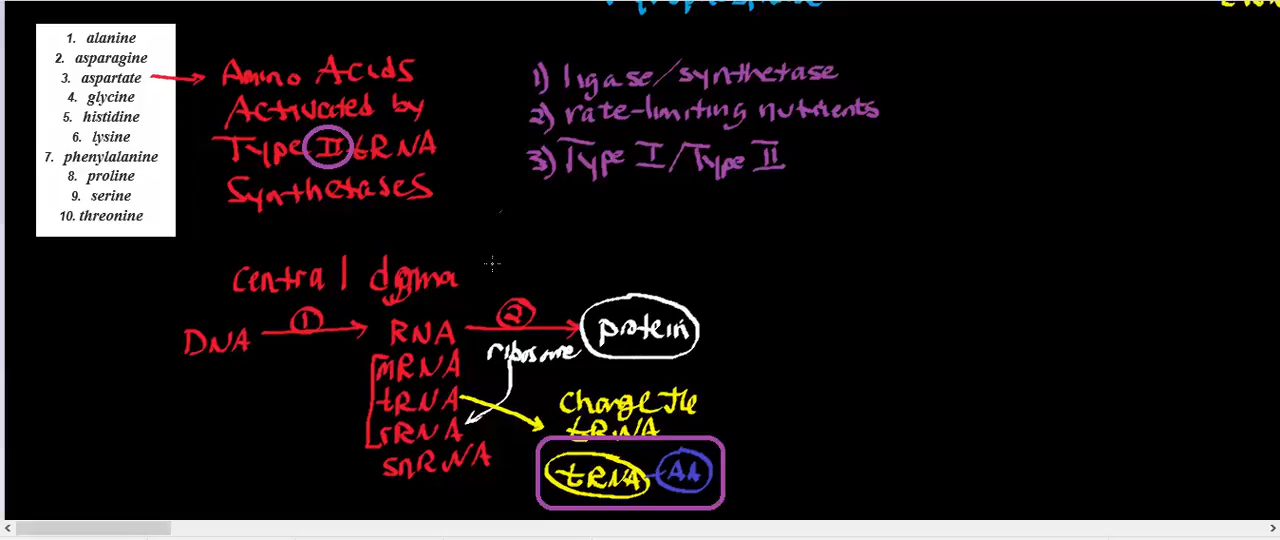 1. alanine
2. asparagine
3. aspartate
4. glycine
5. histidine
6. lysine
7. phenylalanine
8. proline
9. serine
10. threonine
Amino Acids
Activated by
Type II tRNA
Synthetases
1) ligase/synthetase
2) rate-limiting nutrients
3) Type I/Type II
central dogma
DNA 1 RNA 2 protein
ribosome
mRNA
tRNA
rRNA
snRNA
Charge the
tRNA
tRNA-AA